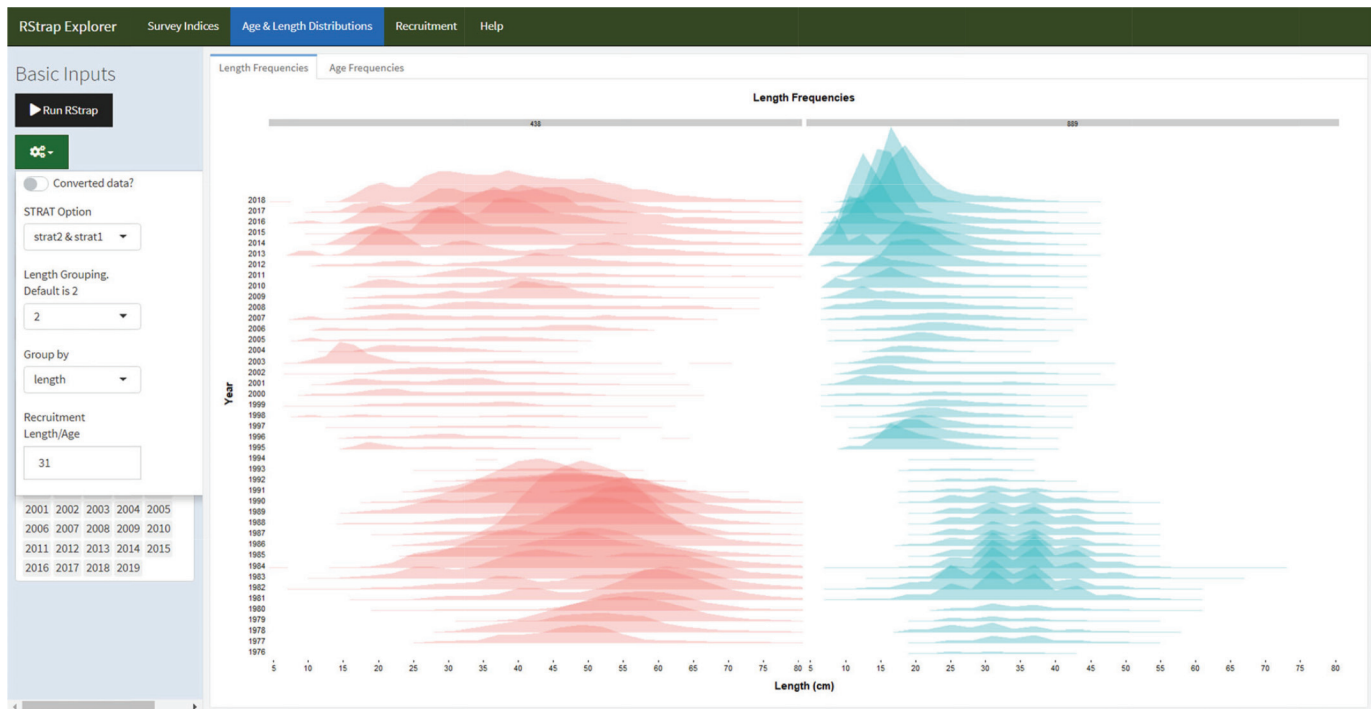 RStrap Explorer Survey Indices Age & Length Distributions Recruitment Help
Basic Inputs
Run RStrap
Converted data?
STRAT Option
strat2 & strat1
Length Grouping.
Default is 2
2
Group by
length
Recruitment
Length/Age
31
2001 2002 2003 2004 2005
2006 2007 2008 2009 2010
2011 2012 2013 2014 2015
2016 2017 2018 2019
Length Frequencies Age Frequencies
Length Frequencies
438 889
Year
2018
2017
2016
2015
2014
2013
2012
2011
2010
2009
2008
2007
2006
2005
2004
2003
2002
2001
2000
1999
1998
1997
1996
1995
1994
1993
1992
1991
1990
1989
1988
1987
1986
1985
1984
1983
1982
1981
1980
1979
1978
1977
1976
5 10 15 20 25 30 35 40 45 50 55 60 65 70 75 80 5 10 15 20 25 30 35 40 45 50 55 60 65 70 75 80
Length (cm)